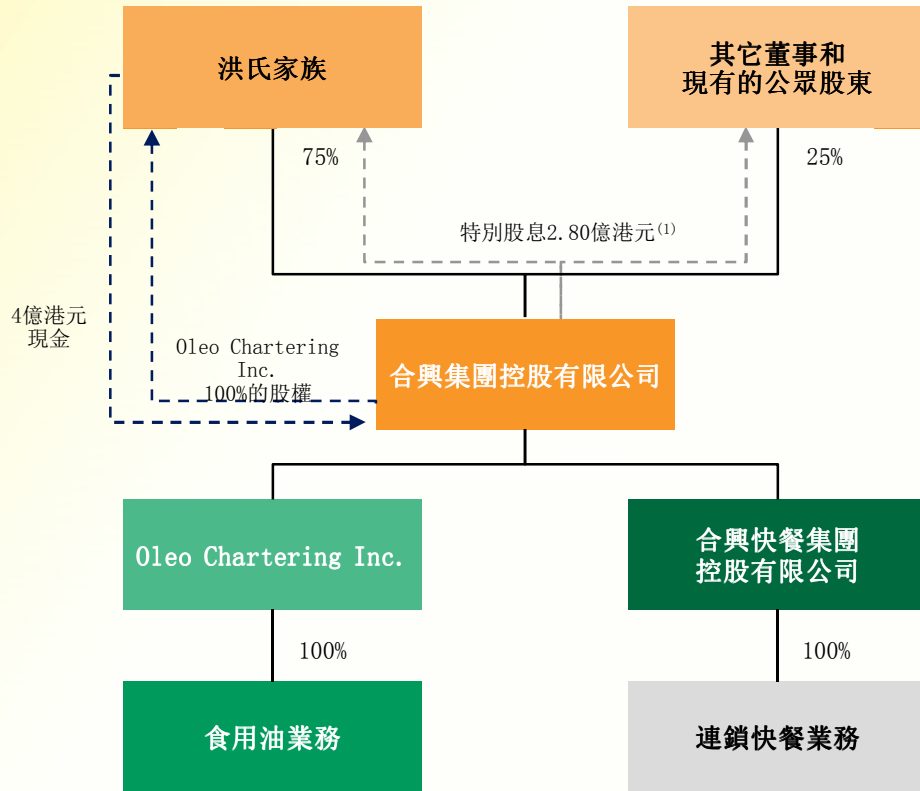 洪氏家族
其它董事和
現有的公眾股東
75%
25%
特別股息2.80億港元(1)
4億港元
現金
Oleo Chartering
Inc.
100%的股權
合興集團控股有限公司
Oleo Chartering Inc.
合興快餐集團
控股有限公司
100%
100%
食用油業務
連鎖快餐業務